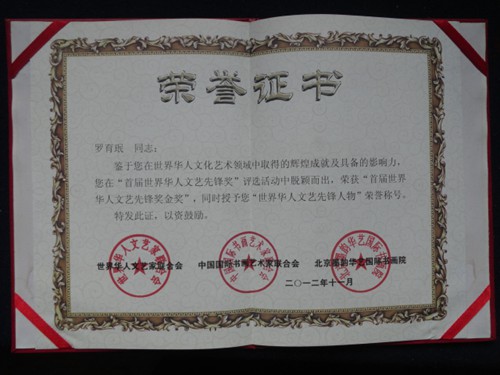 荣誉证书
罗育珉 同志：
鉴于您在世界华人文化艺术领域中取得的辉煌成就及具备的影响力，
您在“首届世界华人文艺先锋奖”评选活动中脱颖而出，荣获“首届世界
华人文艺先锋奖金奖”，同时授予您“世界华人文艺先锋人物”荣誉称号。
特发此证，以资鼓励。
世界华人文艺家联合会 中国国际书画艺术家联合会 北京 华艺国际书画院
二〇一二年十一月